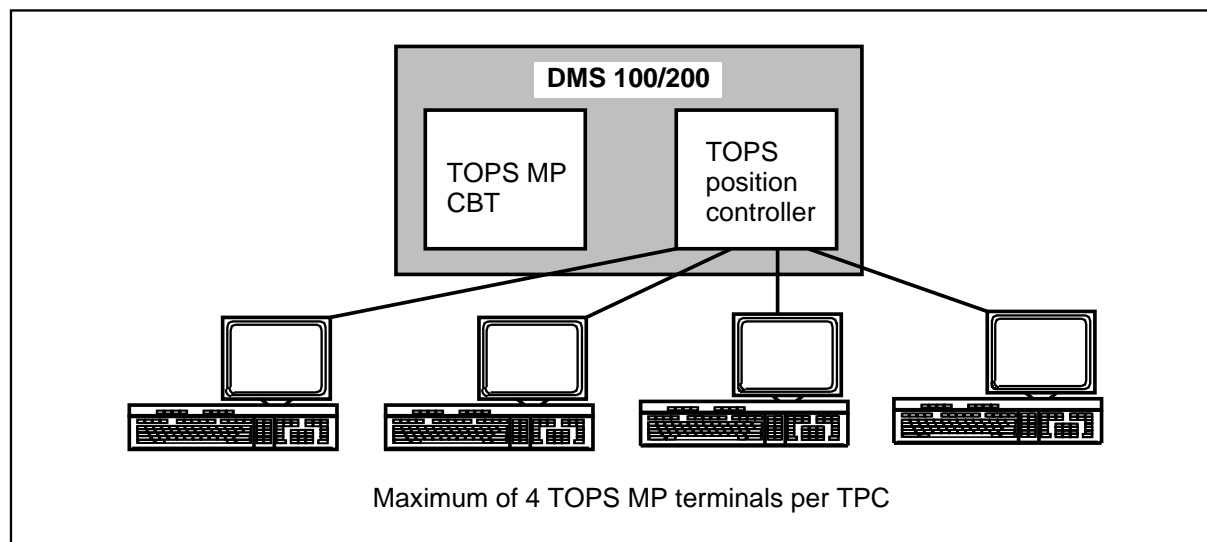 DMS 100/200
TOPS MP
CBT
TOPS
position
controller
Maximum of 4 TOPS MP terminals per TPC